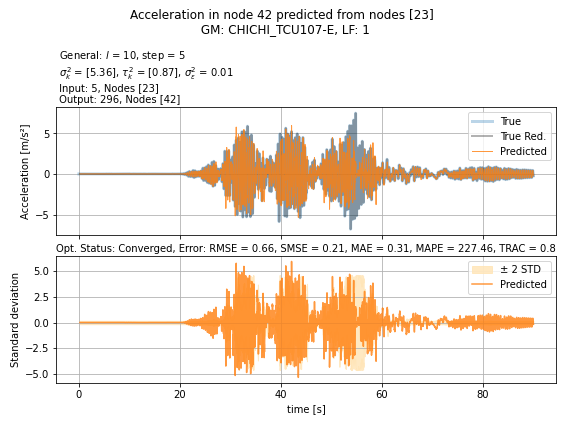 Acceleration in node 42 predicted from nodes [23]
GM: CHICHI_TCU107-E, LF: 1
General: l = 10, step = 5
σ²ₖ = [5.36], τ²ₖ = [0.87], σ²ε = 0.01
Input: 5, Nodes [23]
Output: 296, Nodes [42]
Acceleration [m/s²]
5
0
−5
True
True Red.
Predicted
Opt. Status: Converged, Error: RMSE = 0.66, SMSE = 0.21, MAE = 0.31, MAPE = 227.46, TRAC = 0.8
Standard deviation
5.0
2.5
0.0
−2.5
−5.0
± 2 STD
Predicted
0 20 40 60 80
time [s]